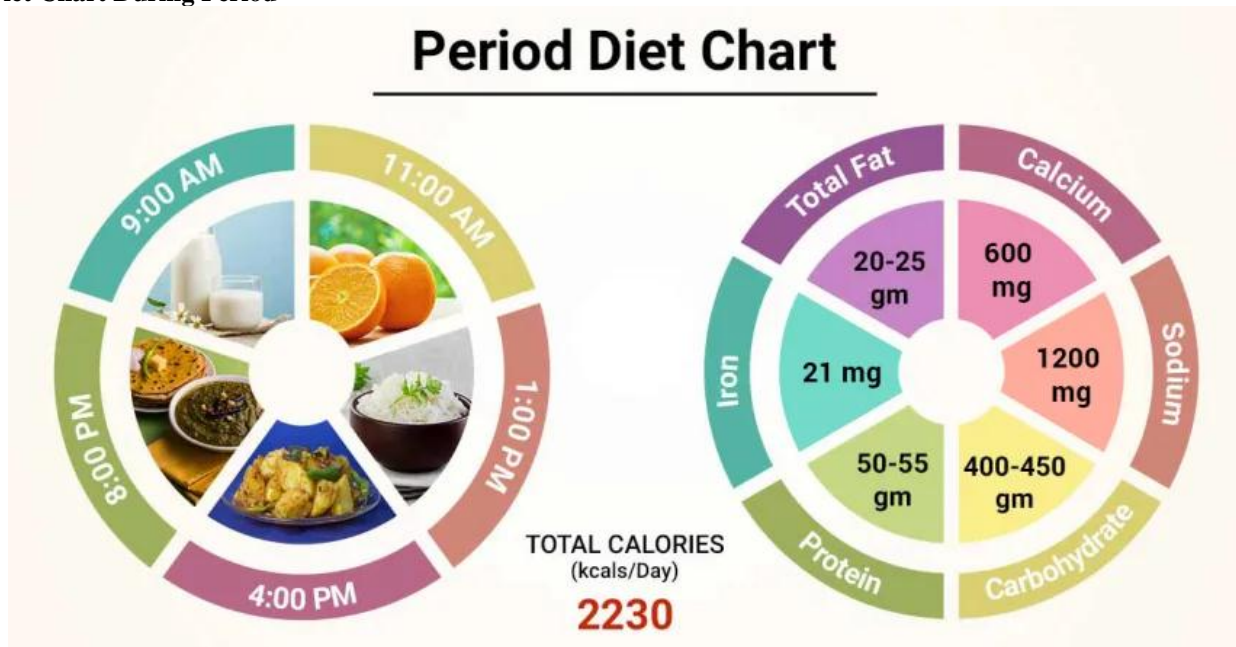 Period Diet Chart
9:00 AM
11:00 AM
1:00 PM
4:00 PM
8:00 PM
TOTAL CALORIES
(kcals/Day)
2230
Total Fat
20-25
gm
Calcium
600
mg
Sodium
1200
mg
Carbohydrate
400-450
gm
Protein
50-55
gm
Iron
21 mg